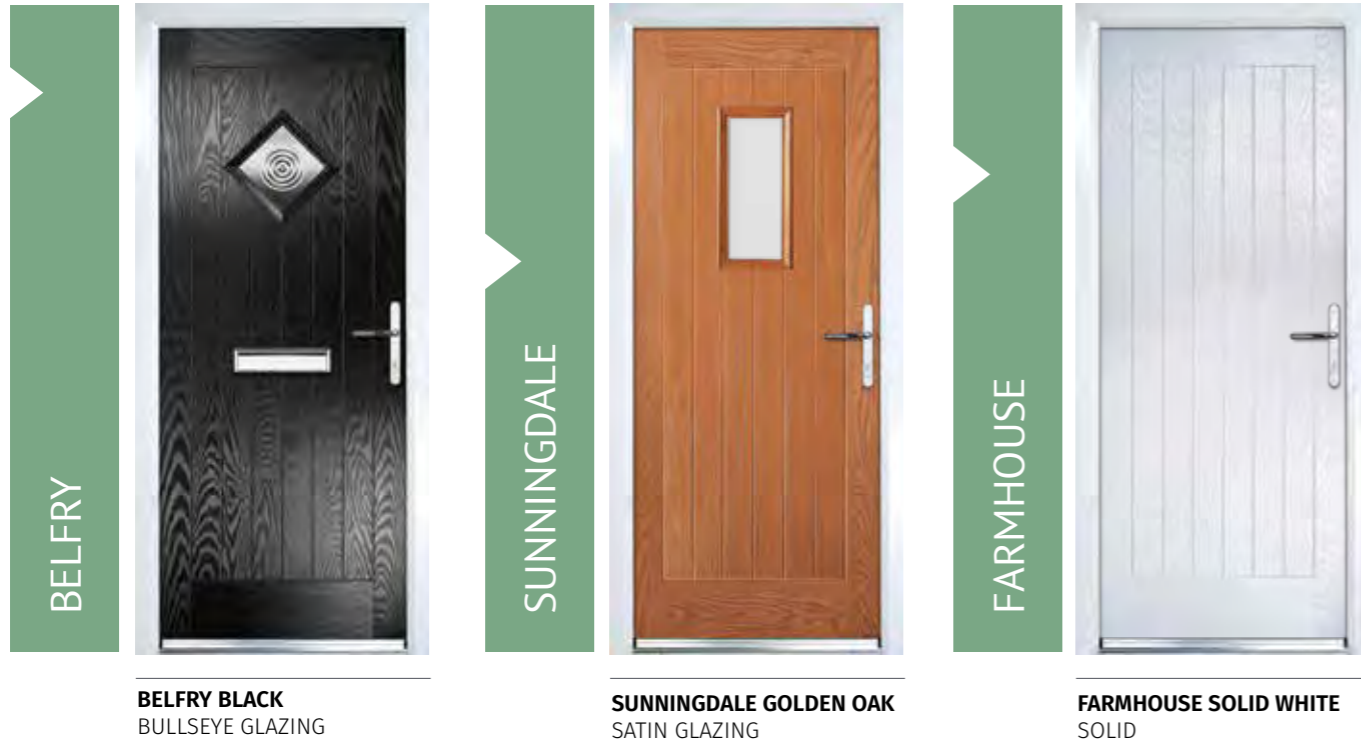 BELFRY
SUNNINGDALE
FARMHOUSE
BELFRY BLACK
BULLSEYE GLAZING
SUNNINGDALE GOLDEN OAK
SATIN GLAZING
FARMHOUSE SOLID WHITE
SOLID